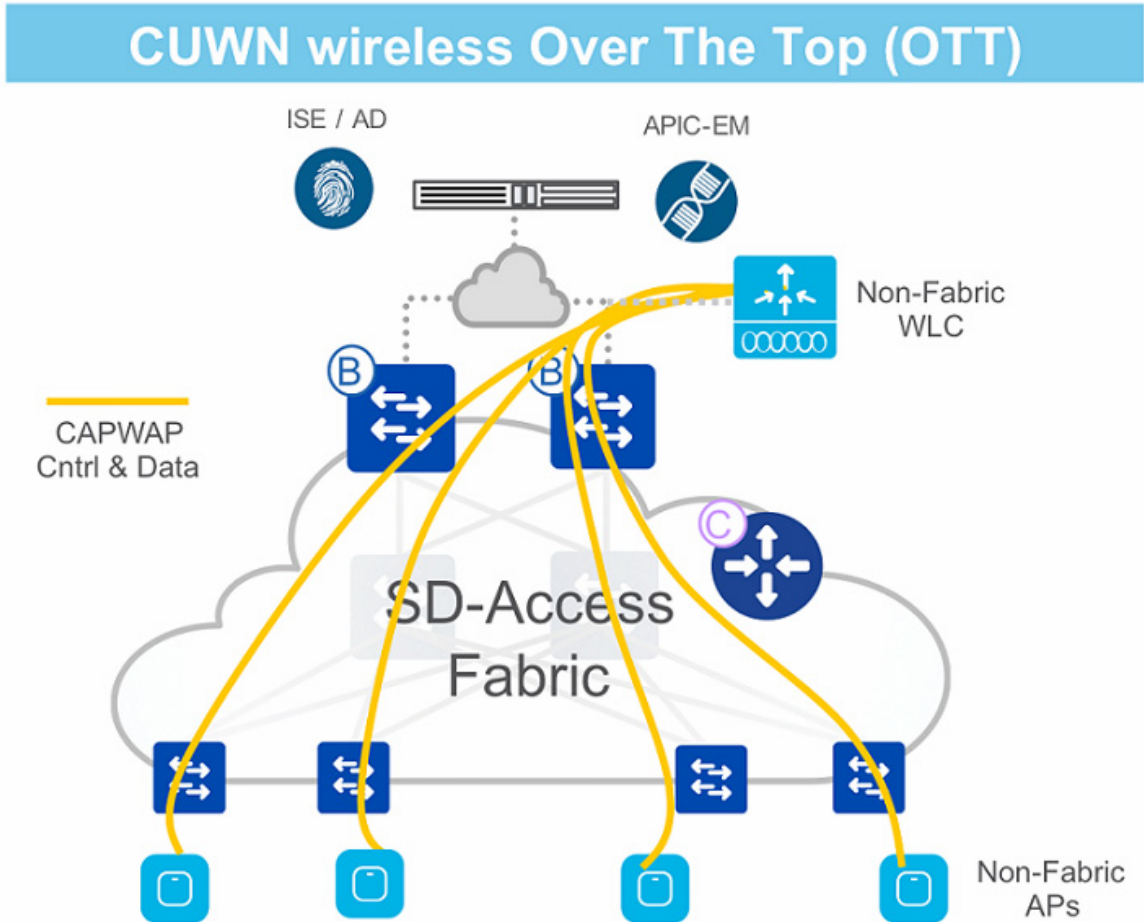 CUWN wireless Over The Top (OTT)
ISE / AD
APIC-EM
Non-Fabric
WLC
B
B
CAPWAP
Cntrl & Data
C
SD-Access
Fabric
Non-Fabric
APs